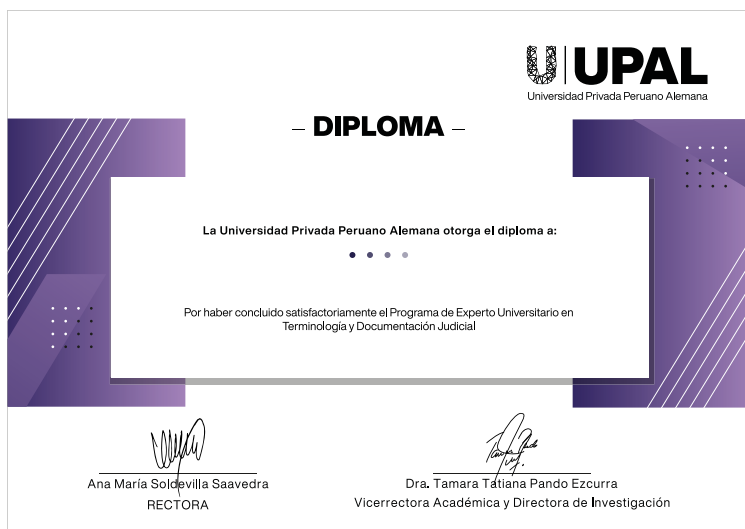 UPAL
Universidad Privada Peruano Alemana
– DIPLOMA –
La Universidad Privada Peruano Alemana otorga el diploma a:
Por haber concluido satisfactoriamente el Programa de Experto Universitario en
Terminología y Documentación Judicial
Ana María Soldevilla Saavedra
RECTORA
Dra. Tamara Tatiana Pando Ezcurra
Vicerrectora Académica y Directora de Investigación